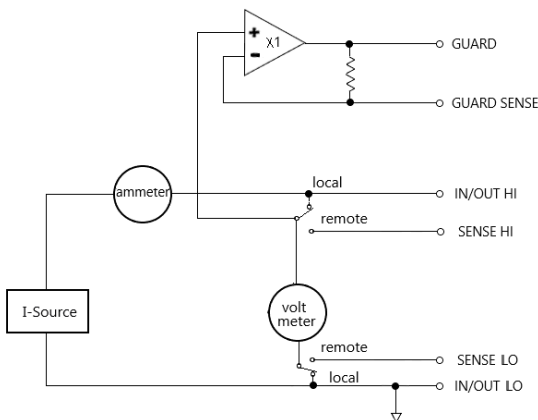 +
X1
-
GUARD
GUARD SENSE
ammeter
local
IN/OUT HI
remote
SENSE HI
I-Source
volt
meter
remote
SENSE LO
local
IN/OUT LO